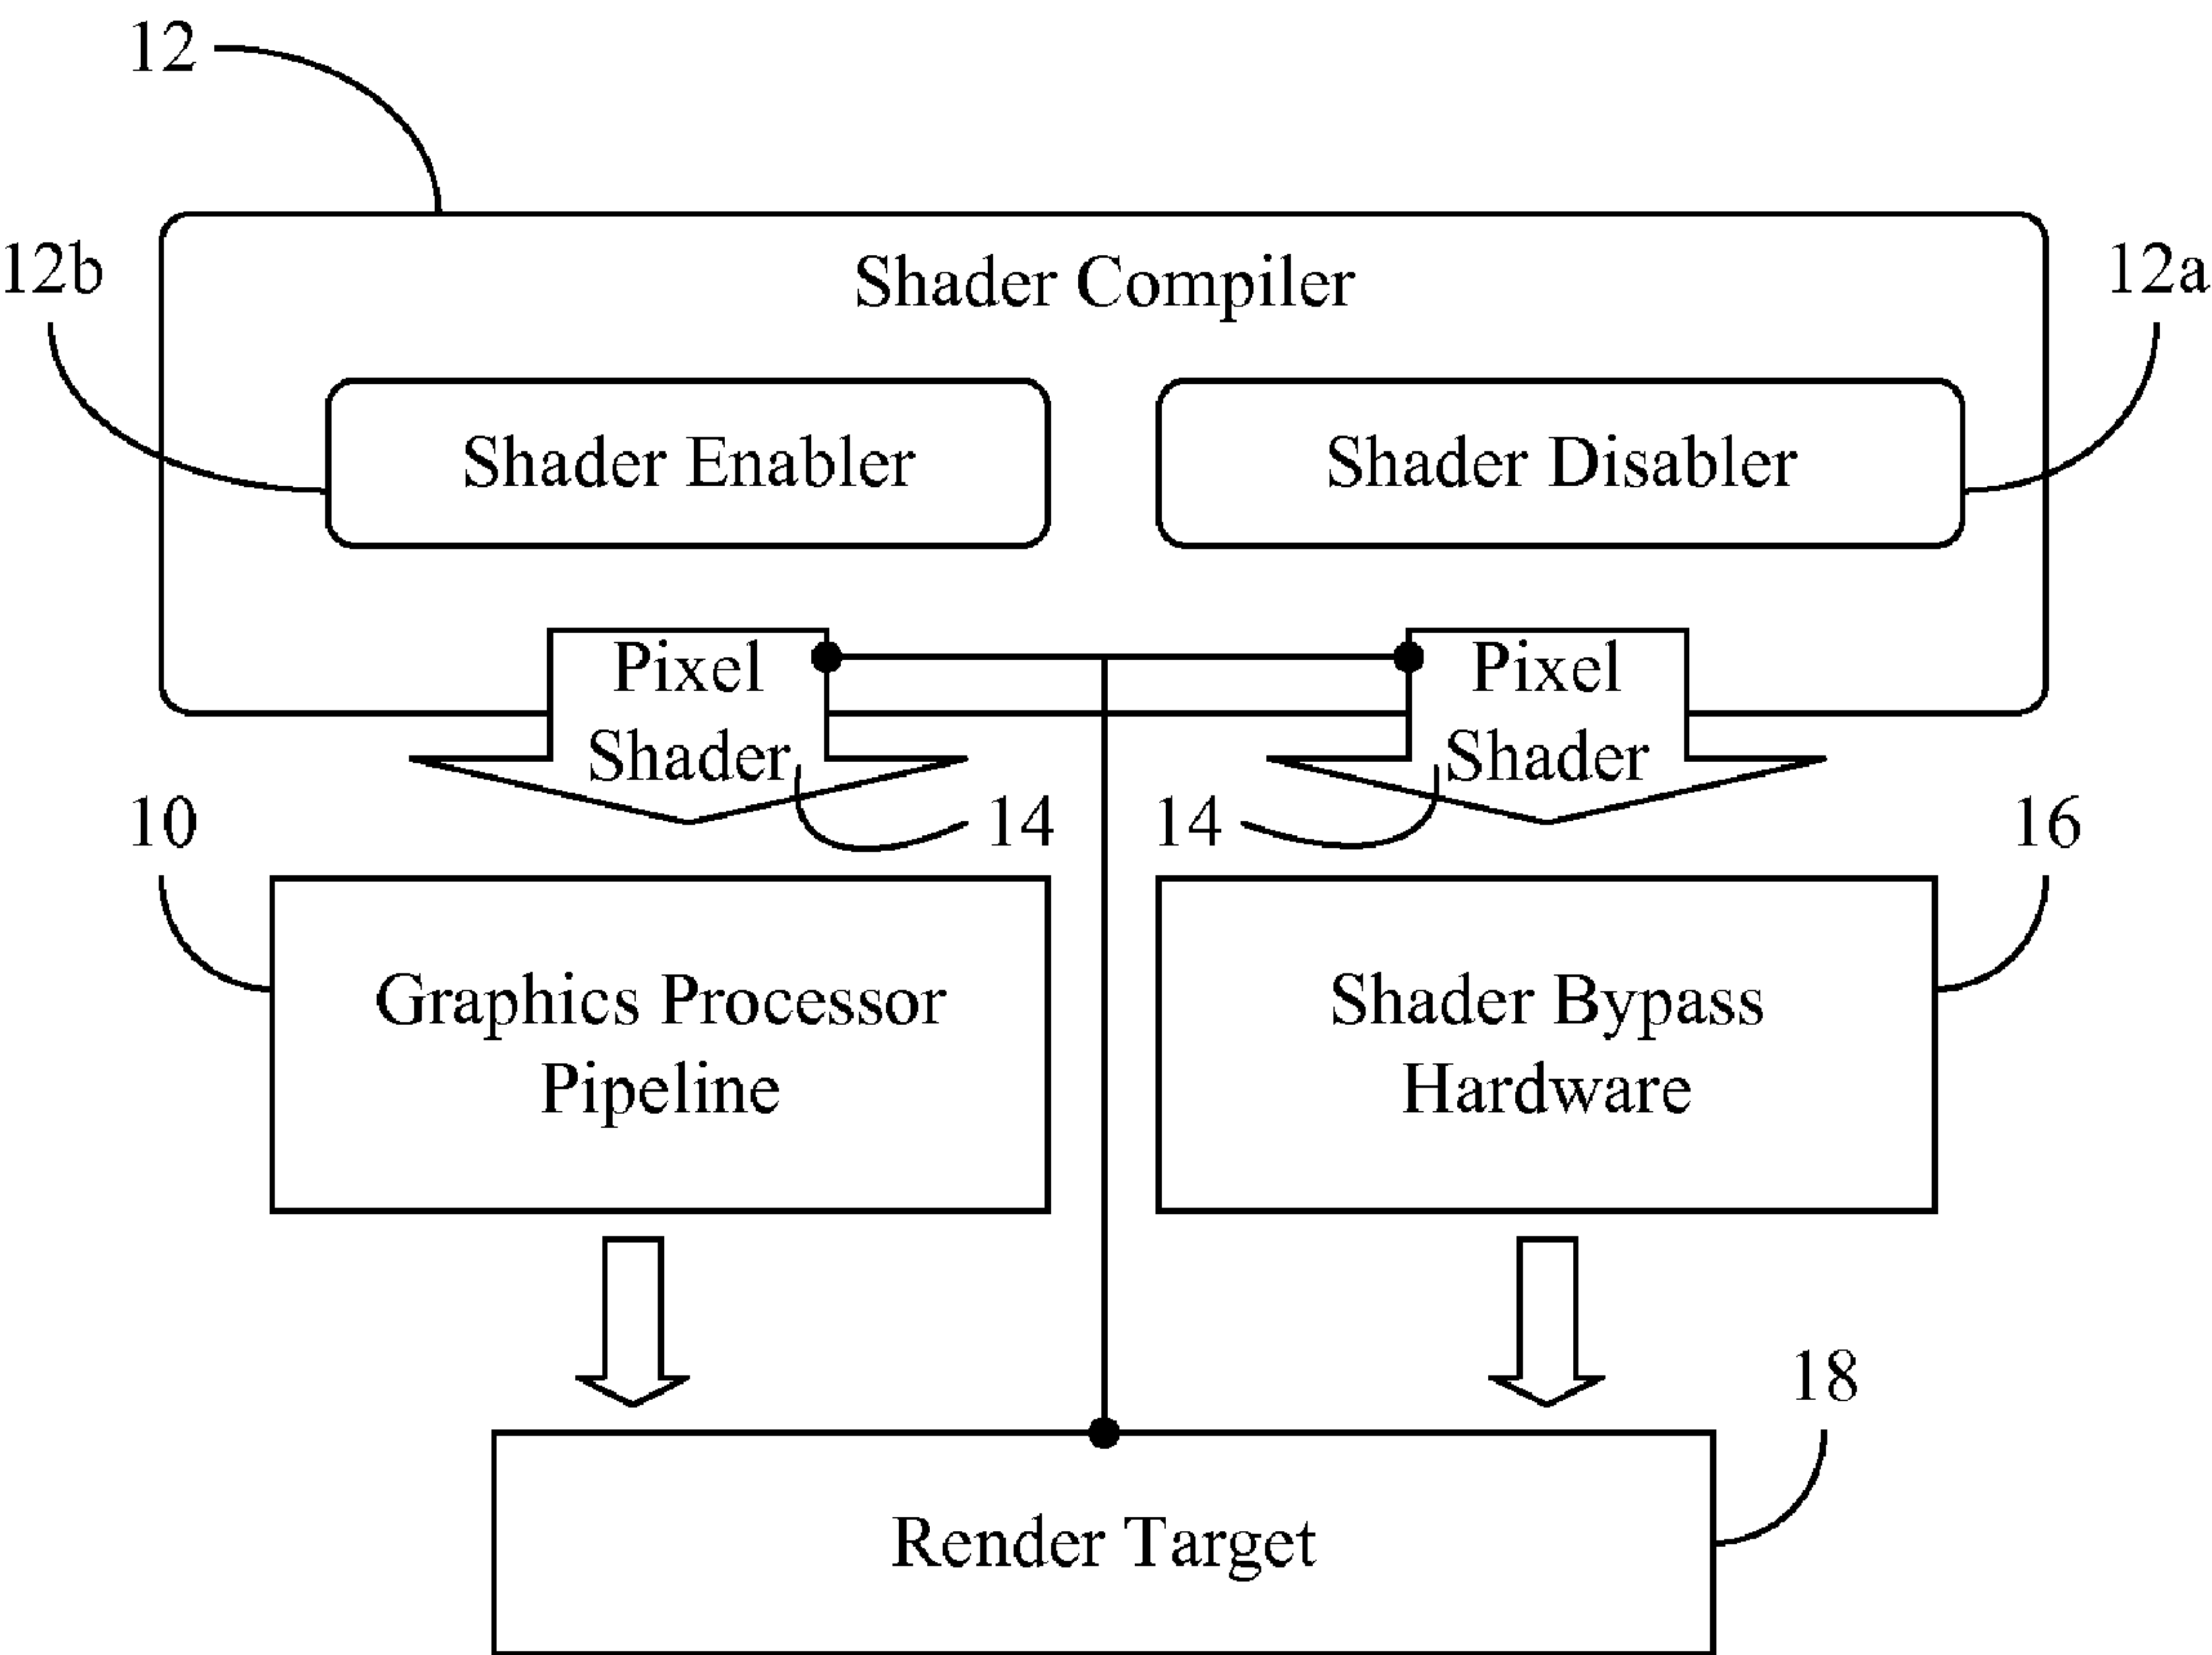 12
12b
Shader Compiler
12a
Shader Enabler
Shader Disabler
Pixel
Shader
Pixel
Shader
10
14
14
16
Graphics Processor
Pipeline
Shader Bypass
Hardware
18
Render Target